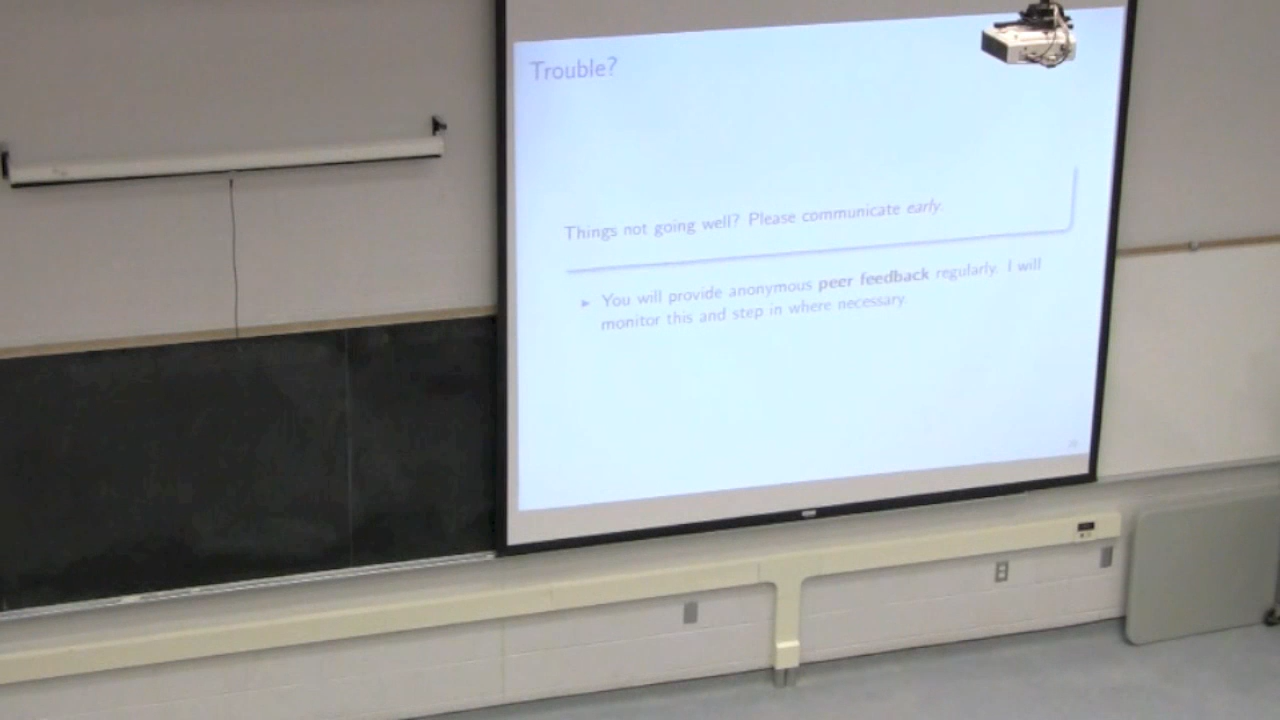 Trouble?
Things not going well? Please communicate early.
► You will provide anonymous peer feedback regularly. I will
monitor this and step in where necessary.